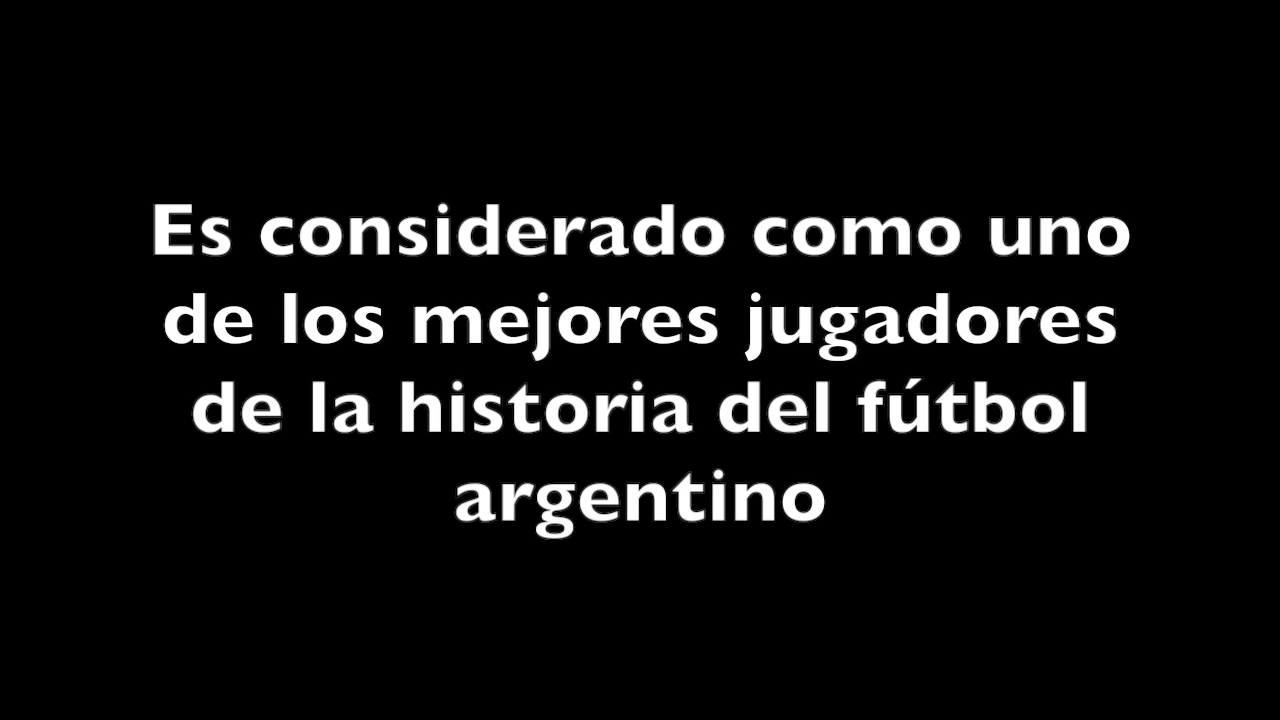 Es considerado como uno
de los mejores jugadores
de la historia del fútbol
argentino